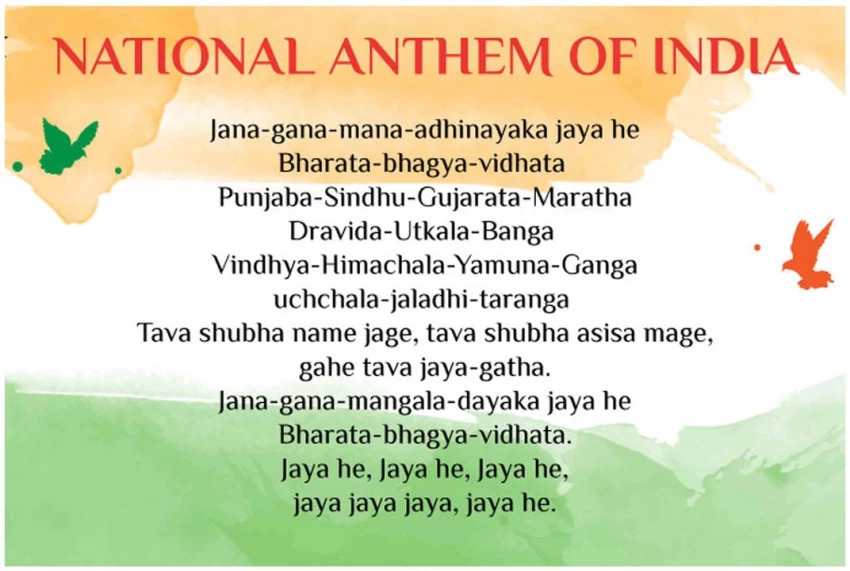 NATIONAL ANTHEM OF INDIA
Jana-gana-mana-adhinayaka jaya he
Bharata-bhagya-vidhata
Punjaba-Sindhu-Gujarata-Maratha
Dravida-Utkala-Banga
Vindhya-Himachala-Yamuna-Ganga
uchchala-jaladhi-taranga
Tava shubha name jage, tava shubha asisa mage,
gahe tava jaya-gatha.
Jana-gana-mangala-dayaka jaya he
Bharata-bhagya-vidhata.
Jaya he, Jaya he, Jaya he,
jaya jaya jaya, jaya he.